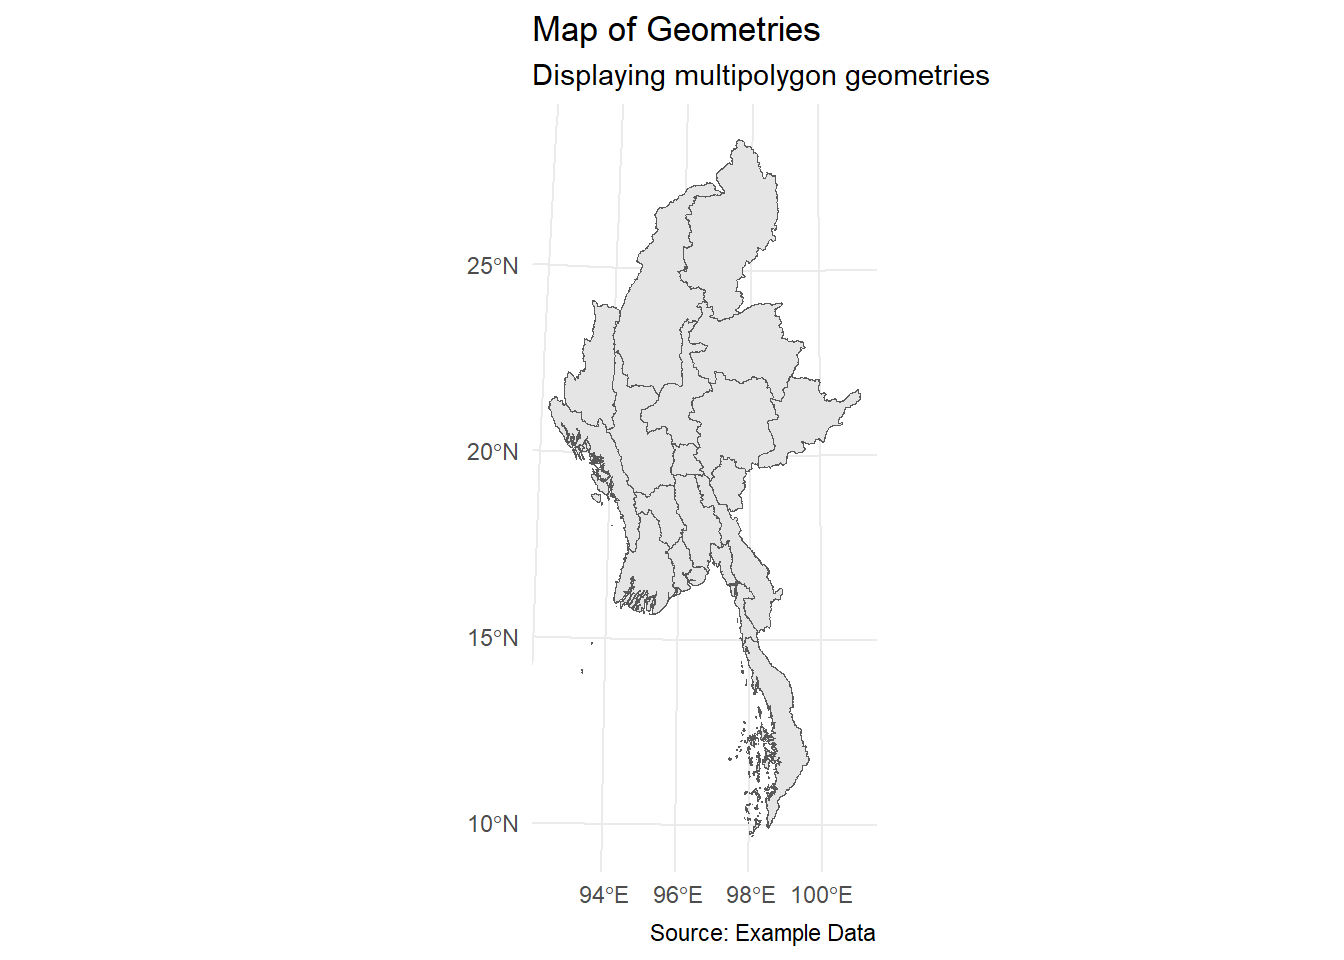 Map of Geometries
Displaying multipolygon geometries
25°N
20°N
15°N
10°N
94°E 96°E 98°E 100°E
Source: Example Data